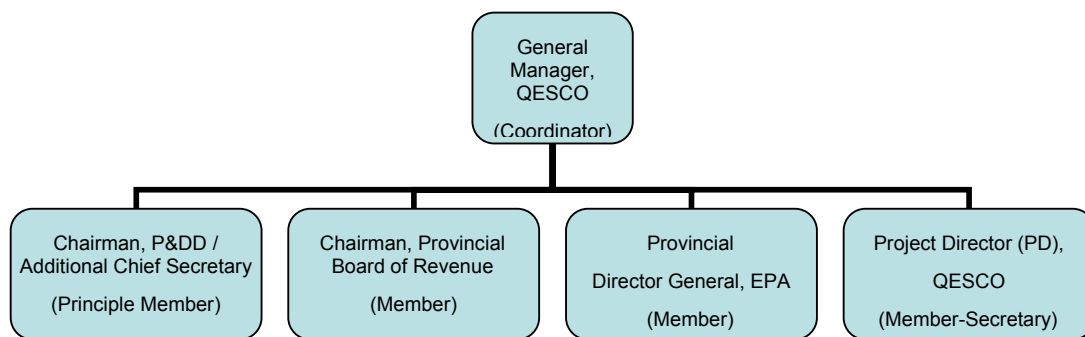 General
Manager,
QESCO
(Coordinator)
Chairman, P&DD /
Additional Chief Secretary
(Principle Member)
Chairman, Provincial
Board of Revenue
(Member)
Provincial
Director General, EPA
(Member)
Project Director (PD),
QESCO
(Member-Secretary)